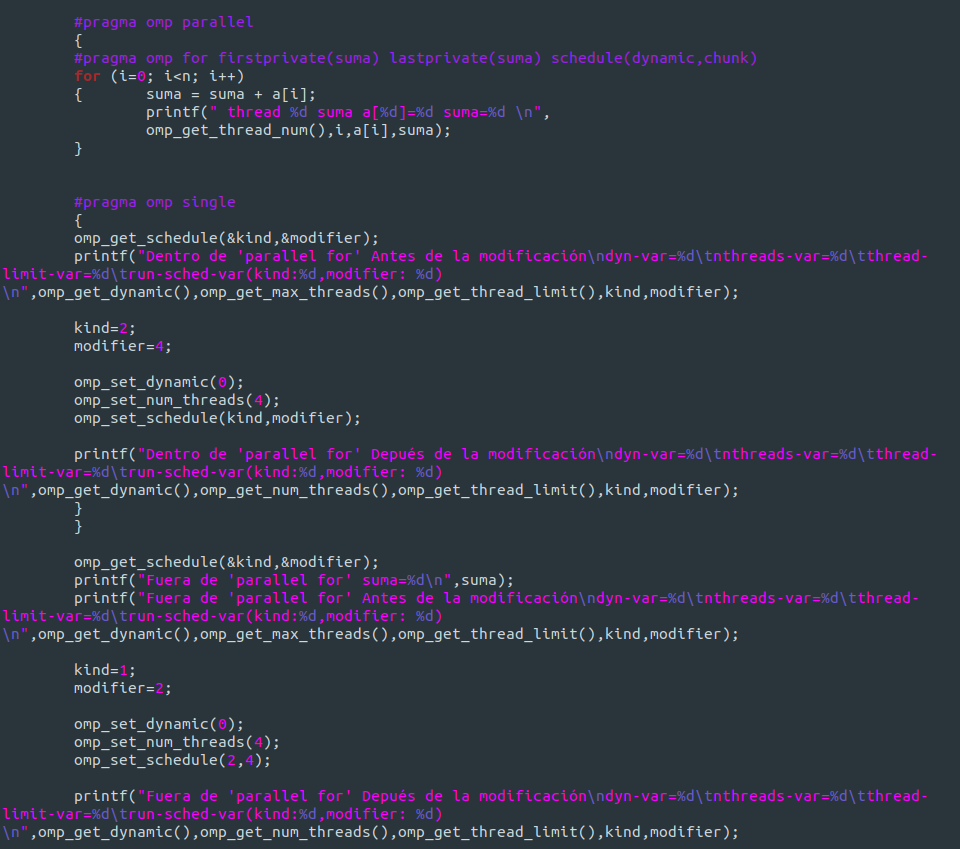 #pragma omp parallel
{
#pragma omp for firstprivate(suma) lastprivate(suma) schedule(dynamic,chunk)
for (i=0; i<n; i++)
{       suma = suma + a[i];
printf(" thread %d suma a[%d]=%d suma=%d \n",
omp_get_thread_num(),i,a[i],suma);
}
#pragma omp single
{
omp_get_schedule(&kind,&modifier);
printf("Dentro de 'parallel for' Antes de la modificación\ndyn-var=%d\tnthreads-var=%d\tthread-
limit-var=%d\trun-sched-var(kind:%d,modifier: %d)
\n",omp_get_dynamic(),omp_get_max_threads(),omp_get_thread_limit(),kind,modifier);
kind=2;
modifier=4;
omp_set_dynamic(0);
omp_set_num_threads(4);
omp_set_schedule(kind,modifier);
printf("Dentro de 'parallel for' Depués de la modificación\ndyn-var=%d\tnthreads-var=%d\tthread-
limit-var=%d\trun-sched-var(kind:%d,modifier: %d)
\n",omp_get_dynamic(),omp_get_num_threads(),omp_get_thread_limit(),kind,modifier);
}
}
omp_get_schedule(&kind,&modifier);
printf("Fuera de 'parallel for' suma=%d\n",suma);
printf("Fuera de 'parallel for' Antes de la modificación\ndyn-var=%d\tnthreads-var=%d\tthread-
limit-var=%d\trun-sched-var(kind:%d,modifier: %d)
\n",omp_get_dynamic(),omp_get_max_threads(),omp_get_thread_limit(),kind,modifier);
kind=1;
modifier=2;
omp_set_dynamic(0);
omp_set_num_threads(4);
omp_set_schedule(2,4);
printf("Fuera de 'parallel for' Depués de la modificación\ndyn-var=%d\tnthreads-var=%d\tthread-
limit-var=%d\trun-sched-var(kind:%d,modifier: %d)
\n",omp_get_dynamic(),omp_get_num_threads(),omp_get_thread_limit(),kind,modifier);